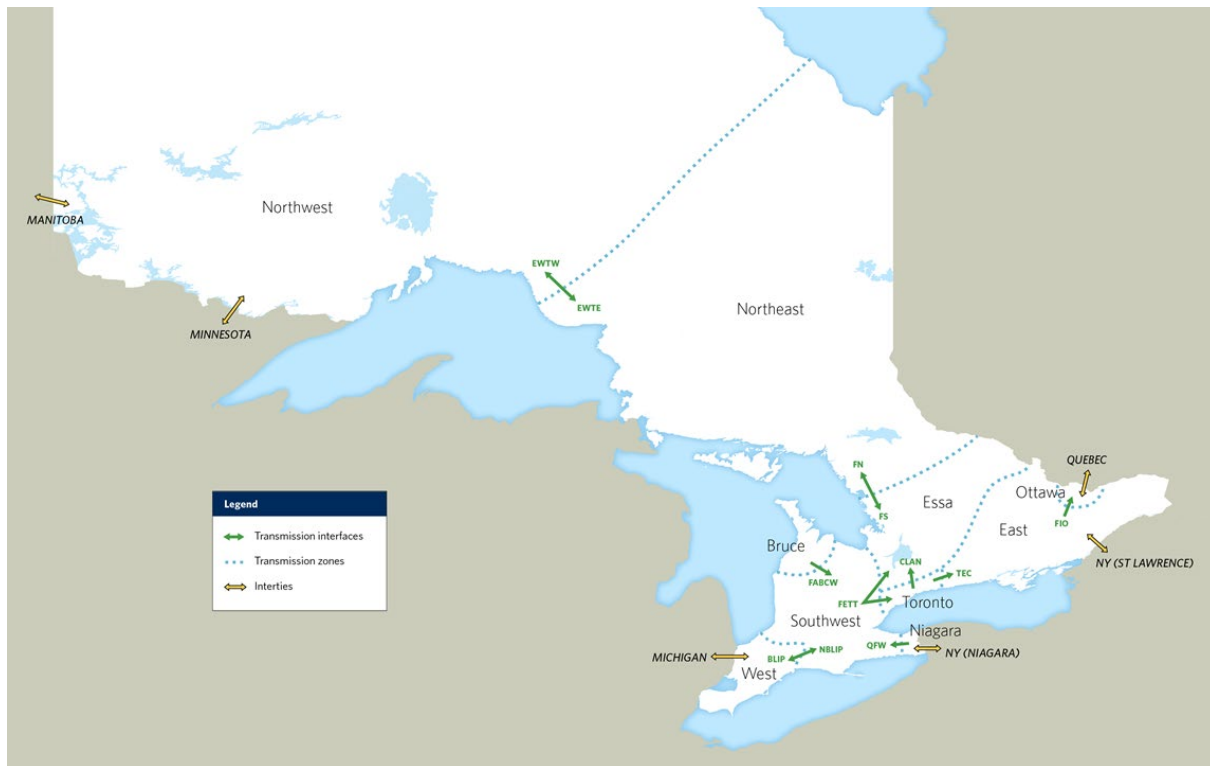 Northwest
MANITOBA
EWTW
EWTE
MINNESOTA
Northeast
QUEBEC
FN
Essa
Ottawa
FS
FIO
East
Legend
Transmission interfaces
Transmission zones
Interties
Bruce
CLAN
NY (ST LAWRENCE)
FABCW
TEC
FETT
Toronto
Southwest
Niagara
MICHIGAN
BLIP
NBLIP
QFW
NY (NIAGARA)
West